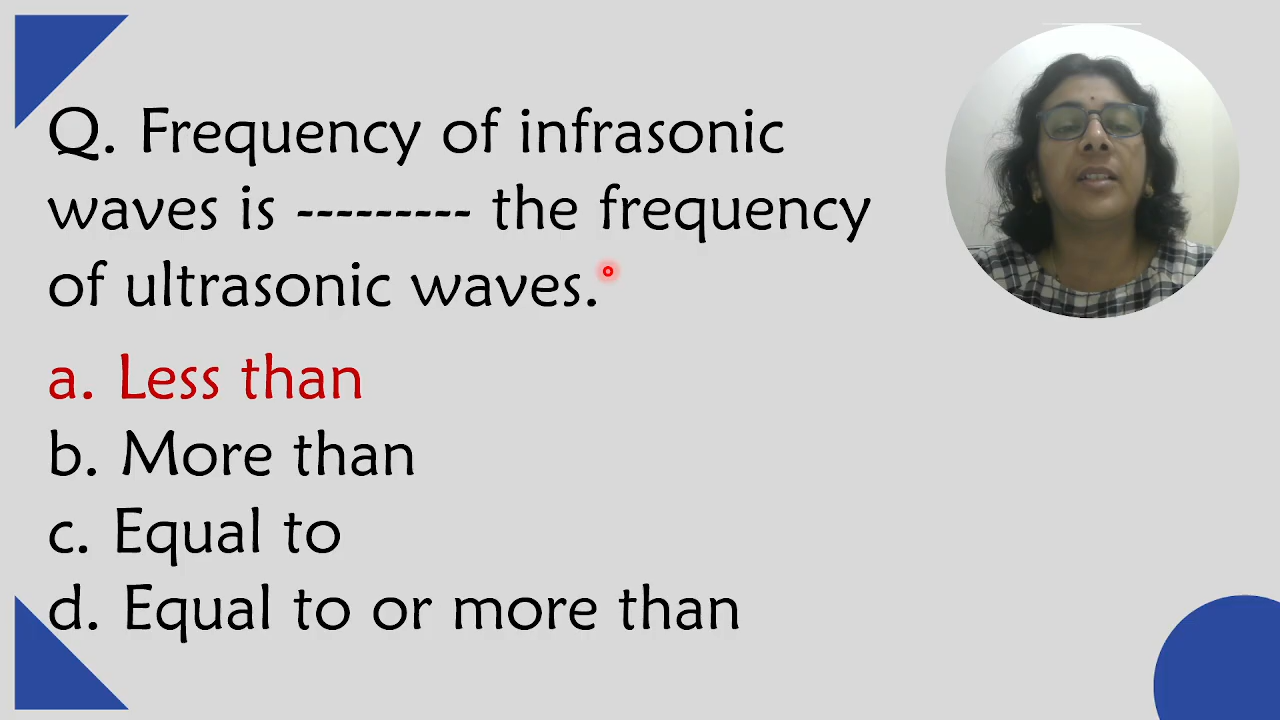 Q. Frequency of infrasonic
waves is --------- the frequency
of ultrasonic waves.
a. Less than
b. More than
c. Equal to
d. Equal to or more than